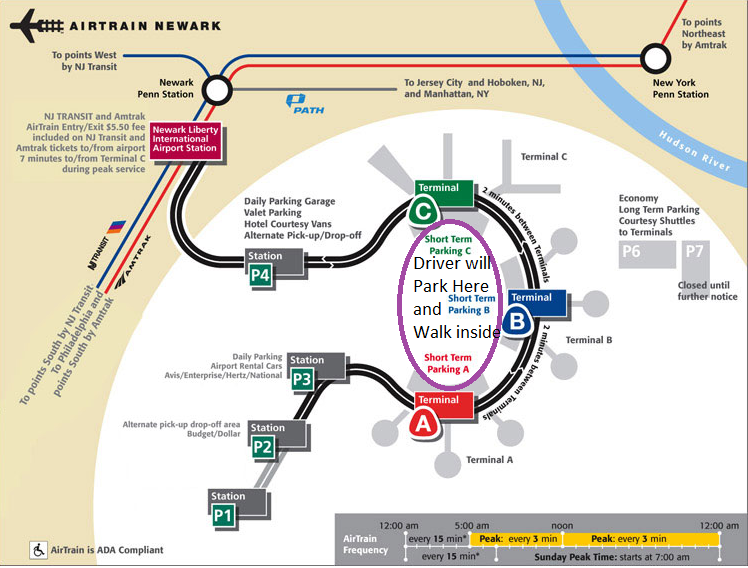 AIRTRAIN NEWARK
To points
Northeast
by Amtrak
To points West
by NJ Transit
Newark
Penn Station
To Jersey City and Hoboken, NJ,
and Manhattan, NY
PATH
New York
Penn Station
Hudson River
NJ TRANSIT and Amtrak
AirTrain Entry/Exit $5.50 fee
included on NJ Transit and
Amtrak tickets to/from airport
7 minutes to/from Terminal C
during peak service
Newark Liberty
International
Airport Station
NJ TRANSIT
AMTRAK
To points South by NJ Transit
To Philadelphia and
points South by Amtrak
Daily Parking Garage
Valet Parking
Hotel Courtesy Vans
Alternate Pick-up/Drop-off
Station
P4
Terminal
C
Terminal C
2 minutes between Terminals
Short Term
Parking C
Driver will
Park Here
and
Walk inside
Short Term
Parking B
Terminal
B
Terminal B
2 minutes between Terminals
Short Term
Parking A
Terminal
A
Terminal A
Economy
Long Term Parking
Courtesy Shuttles
to Terminals
P6
P7
Closed until
further notice
Daily Parking
Airport Rental Cars
Avis/Enterprise/Hertz/National
Station
P3
Alternate pick-up drop-off area
Budget/Dollar
Station
P2
Station
P1
AirTrain is ADA Compliant
12:00 am
5:00 am
noon
12:00 am
AirTrain
Frequency
every 15 min*
Peak: every 3 min
Peak: every 3 min
every 15 min*
Sunday Peak Time: starts at 7:00 am